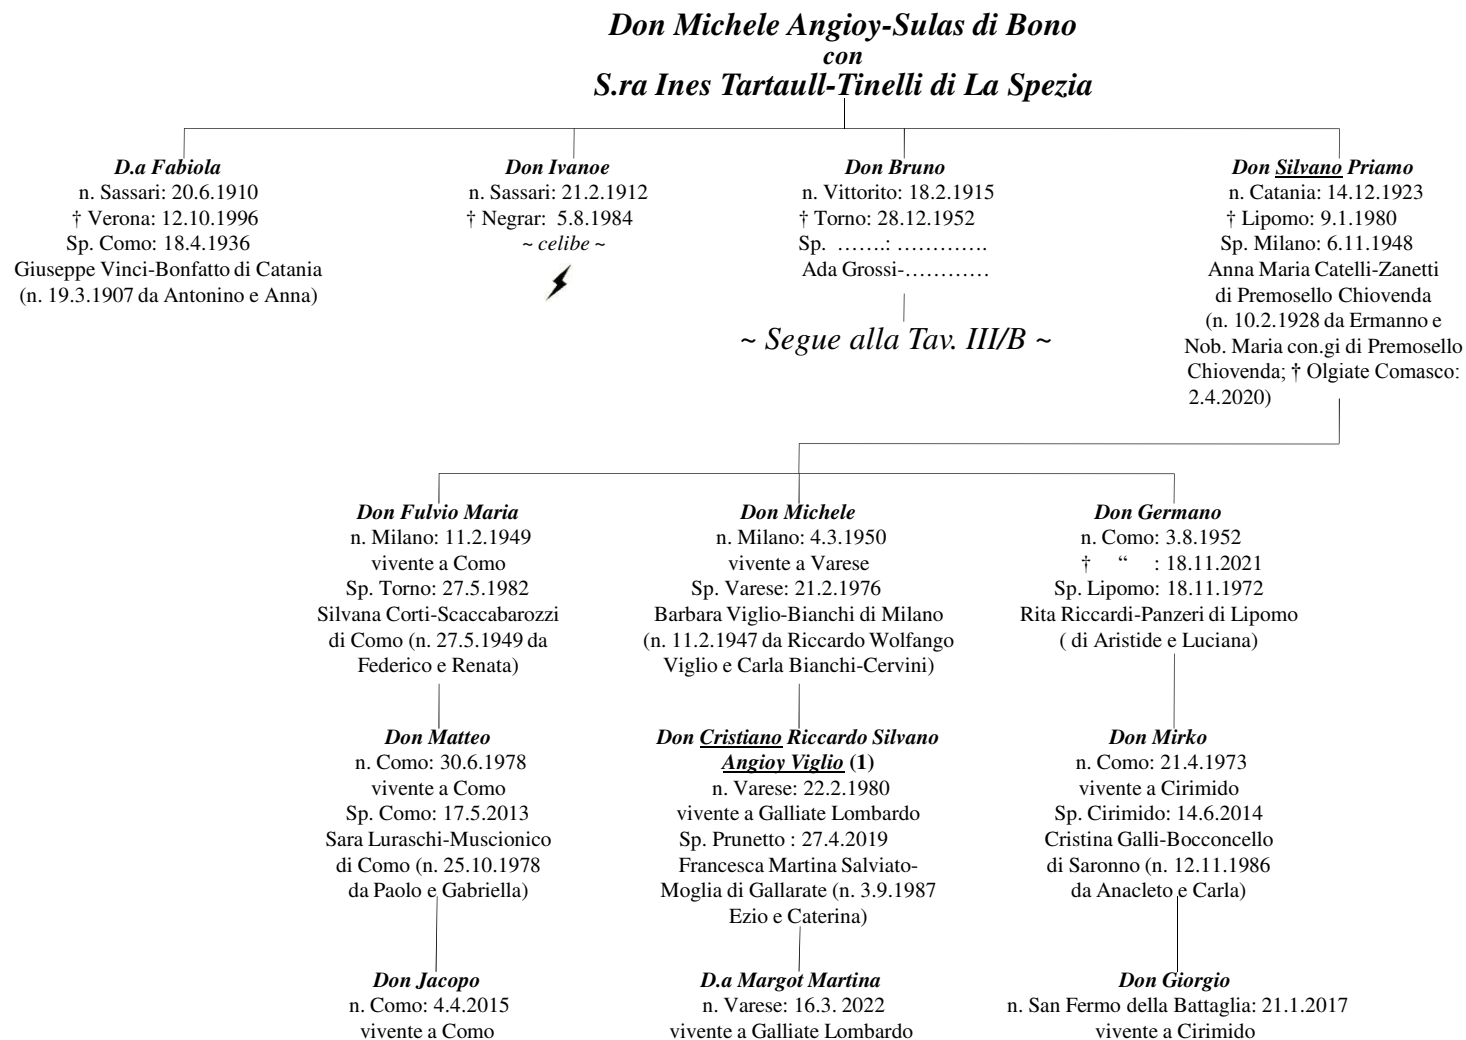 Don Michele Angioy-Sulas di Bono
con
S.ra Ines Tartaull-Tinelli di La Spezia
D.a Fabiola
n. Sassari: 20.6.1910
† Verona: 12.10.1996
Sp. Como: 18.4.1936
Giuseppe Vinci-Bonfatto di Catania
(n. 19.3.1907 da Antonino e Anna)
Don Ivanoe
n. Sassari: 21.2.1912
† Negrar: 5.8.1984
~ celibe ~
Don Bruno
n. Vittorito: 18.2.1915
† Torno: 28.12.1952
Sp. …….: ………….
Ada Grossi-…………
~ Segue alla Tav. III/B ~
Don Silvano Priamo
n. Catania: 14.12.1923
† Lipomo: 9.1.1980
Sp. Milano: 6.11.1948
Anna Maria Catelli-Zanetti
di Premosello Chiovenda
(n. 10.2.1928 da Ermanno e
Nob. Maria con.gi di Premosello
Chiovenda; † Olgiate Comasco:
2.4.2020)
Don Fulvio Maria
n. Milano: 11.2.1949
vivente a Como
Sp. Torno: 27.5.1982
Silvana Corti-Scaccabarozzi
di Como (n. 27.5.1949 da
Federico e Renata)
Don Michele
n. Milano: 4.3.1950
vivente a Varese
Sp. Varese: 21.2.1976
Barbara Viglio-Bianchi di Milano
(n. 11.2.1947 da Riccardo Wolfango
Viglio e Carla Bianchi-Cervini)
Don Germano
n. Como: 3.8.1952
† “ : 18.11.2021
Sp. Lipomo: 18.11.1972
Rita Riccardi-Panzeri di Lipomo
( di Aristide e Luciana)
Don Matteo
n. Como: 30.6.1978
vivente a Como
Sp. Como: 17.5.2013
Sara Luraschi-Muscionico
di Como (n. 25.10.1978
da Paolo e Gabriella)
Don Cristiano Riccardo Silvano
Angioy Viglio (1)
n. Varese: 22.2.1980
vivente a Galliate Lombardo
Sp. Prunetto : 27.4.2019
Francesca Martina Salviato-
Moglia di Gallarate (n. 3.9.1987
Ezio e Caterina)
Don Mirko
n. Como: 21.4.1973
vivente a Cirimido
Sp. Cirimido: 14.6.2014
Cristina Galli-Bocconcello
di Saronno (n. 12.11.1986
da Anacleto e Carla)
Don Jacopo
n. Como: 4.4.2015
vivente a Como
D.a Margot Martina
n. Varese: 16.3. 2022
vivente a Galliate Lombardo
Don Giorgio
n. San Fermo della Battaglia: 21.1.2017
vivente a Cirimido